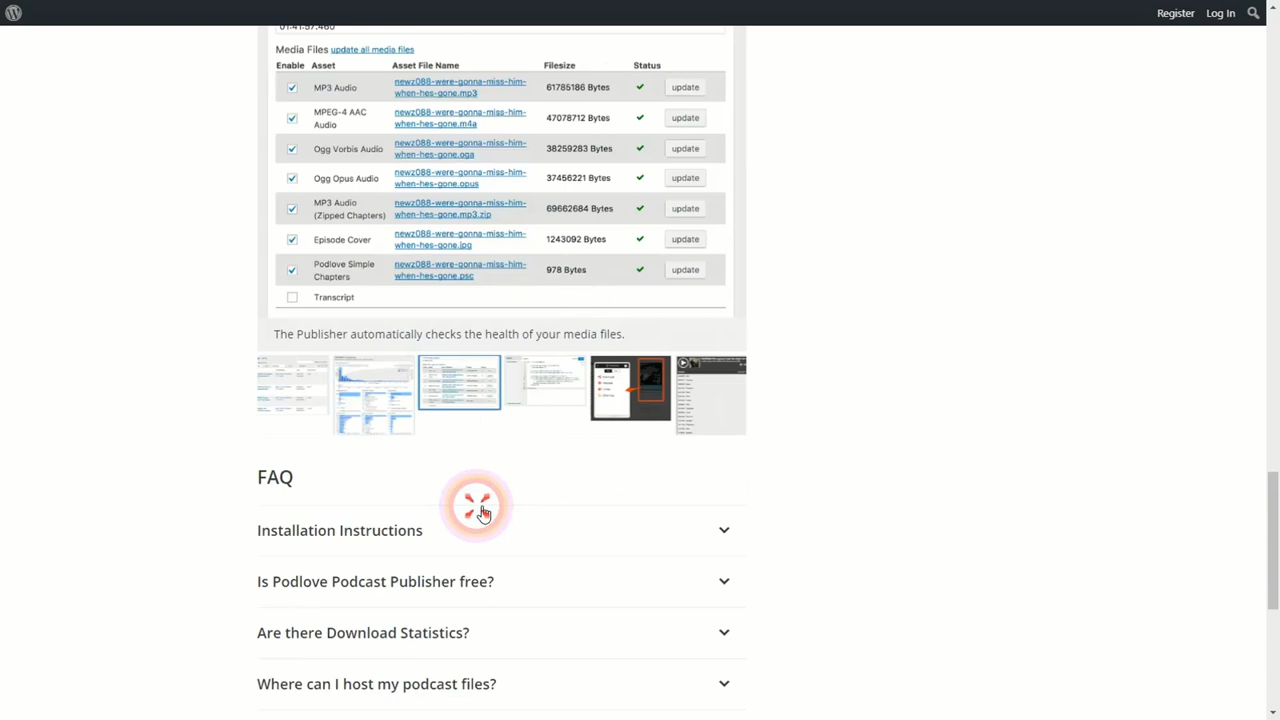 Register Log In
01:41:57.460
Media Files update all media files
Enable Asset Asset File Name Filesize Status
MP3 Audio newz088-were-gonna-miss-him-when-hes-gone.mp3 61785186 Bytes update
MPEG-4 AAC Audio newz088-were-gonna-miss-him-when-hes-gone.m4a 47078712 Bytes update
Ogg Vorbis Audio newz088-were-gonna-miss-him-when-hes-gone.oga 38259283 Bytes update
Ogg Opus Audio newz088-were-gonna-miss-him-when-hes-gone.opus 37456221 Bytes update
MP3 Audio (Zipped Chapters) newz088-were-gonna-miss-him-when-hes-gone.mp3.zip 69662684 Bytes update
Episode Cover newz088-were-gonna-miss-him-when-hes-gone.jpg 1243092 Bytes update
Podlove Simple Chapters newz088-were-gonna-miss-him-when-hes-gone.psc 978 Bytes update
Transcript
The Publisher automatically checks the health of your media files.
FAQ
Installation Instructions
Is Podlove Podcast Publisher free?
Are there Download Statistics?
Where can I host my podcast files?